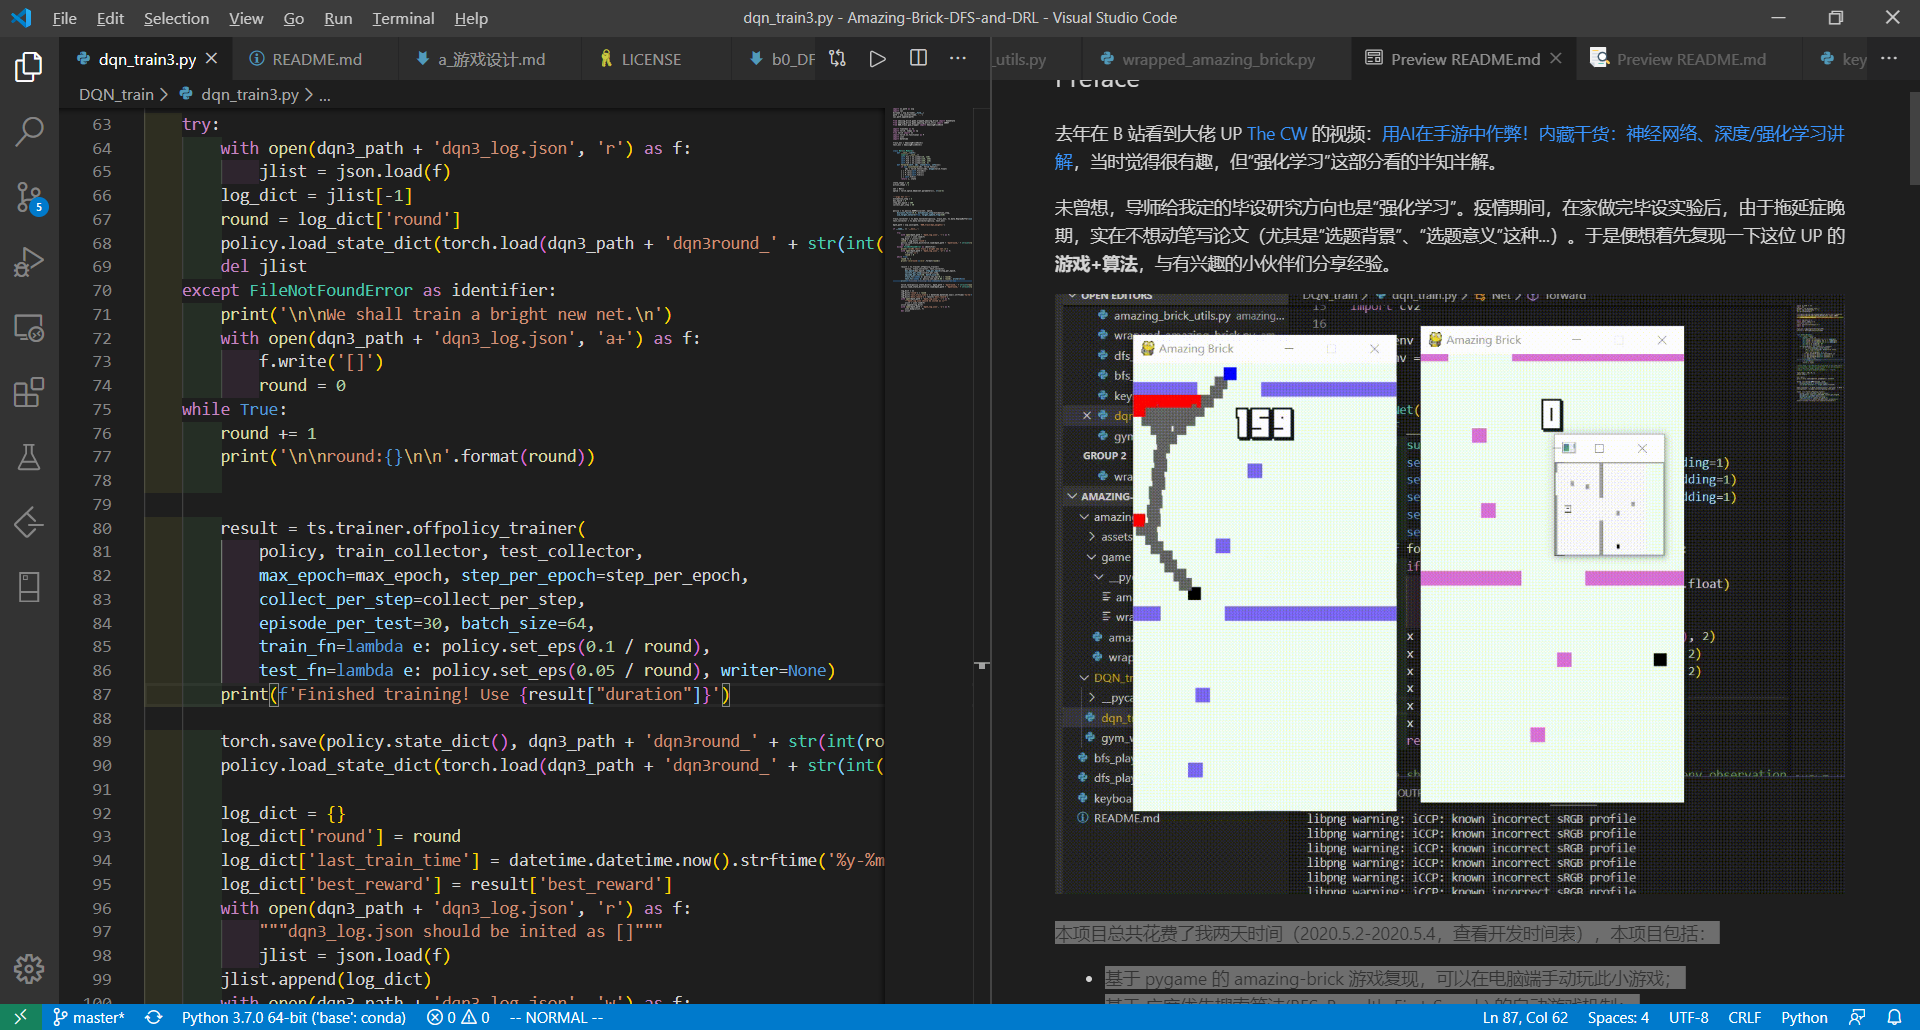 File Edit Selection View Go Run Terminal Help
dqn_train3.py - Amazing-Brick-DFS-and-DRL - Visual Studio Code
dqn_train3.py
README.md
a_游戏设计.md
LICENSE
b0_DF
DQN_train > dqn_train3.py > ...
63 try:
64 with open(dqn3_path + 'dqn3_log.json', 'r') as f:
65 jlist = json.load(f)
66 log_dict = jlist[-1]
67 round = log_dict['round']
68 policy.load_state_dict(torch.load(dqn3_path + 'dqn3round_' + str(int(
69 del jlist
70 except FileNotFoundError as identifier:
71 print('\n\nWe shall train a bright new net.\n')
72 with open(dqn3_path + 'dqn3_log.json', 'a+') as f:
73 f.write('[]')
74 round = 0
75 while True:
76 round += 1
77 print('\n\nround:{}\n\n'.format(round))
78
79
80 result = ts.trainer.offpolicy_trainer(
81 policy, train_collector, test_collector,
82 max_epoch=max_epoch, step_per_epoch=step_per_epoch,
83 collect_per_step=collect_per_step,
84 episode_per_test=30, batch_size=64,
85 train_fn=lambda e: policy.set_eps(0.1 / round),
86 test_fn=lambda e: policy.set_eps(0.05 / round), writer=None)
87 print(f'Finished training! Use {result["duration"]}')
88
89 torch.save(policy.state_dict(), dqn3_path + 'dqn3round_' + str(int(ro
90 policy.load_state_dict(torch.load(dqn3_path + 'dqn3round_' + str(int(
91
92 log_dict = {}
93 log_dict['round'] = round
94 log_dict['last_train_time'] = datetime.datetime.now().strftime('%y-%m
95 log_dict['best_reward'] = result['best_reward']
96 with open(dqn3_path + 'dqn3_log.json', 'r') as f:
97 """dqn3_log.json should be inited as []"""
98 jlist = json.load(f)
99 jlist.append(log_dict)
100 with open(dqn3_path + 'dqn3_log.json', 'w') as f:
_utils.py
wrapped_amazing_brick.py
Preview README.md
Preview README.md
key
Preface
去年在 B 站看到大佬 UP The CW 的视频：用AI在手游中作弊！内藏干货：神经网络、深度/强化学习讲
解，当时觉得很有趣，但“强化学习”这部分看的半知半解。
未曾想，导师给我定的毕设研究方向也是“强化学习”。疫情期间，在家做完毕设实验后，由于拖延症晚
期，实在不想动笔写论文（尤其是“选题背景”、“选题意义”这种...）。于是便想着先复现一下这位 UP 的
游戏+算法，与有兴趣的小伙伴们分享经验。
OPEN EDITORS
DQN_train > dqn_train.py > Net > forward
amazing_brick_utils.py amazing...
15 import cv2
16
Amazing Brick
Amazing Brick
159
1
GROUP 2
AMAZING-
amazing
assets
game
DQN_tr
README.md
libpng warning: iCCP: known incorrect sRGB profile
libpng warning: iCCP: known incorrect sRGB profile
libpng warning: iCCP: known incorrect sRGB profile
libpng warning: iCCP: known incorrect sRGB profile
libpng warning: iCCP: known incorrect sRGB profile
libpng warning: iCCP: known incorrect sRGB profile
本项目总共花费了我两天时间（2020.5.2-2020.5.4，查看开发时间表），本项目包括：
• 基于 pygame 的 amazing-brick 游戏复现，可以在电脑端手动玩此小游戏；
5
master*
Python 3.7.0 64-bit ('base': conda)
0 0
-- NORMAL --
Ln 87, Col 62
Spaces: 4
UTF-8
CRLF
Python